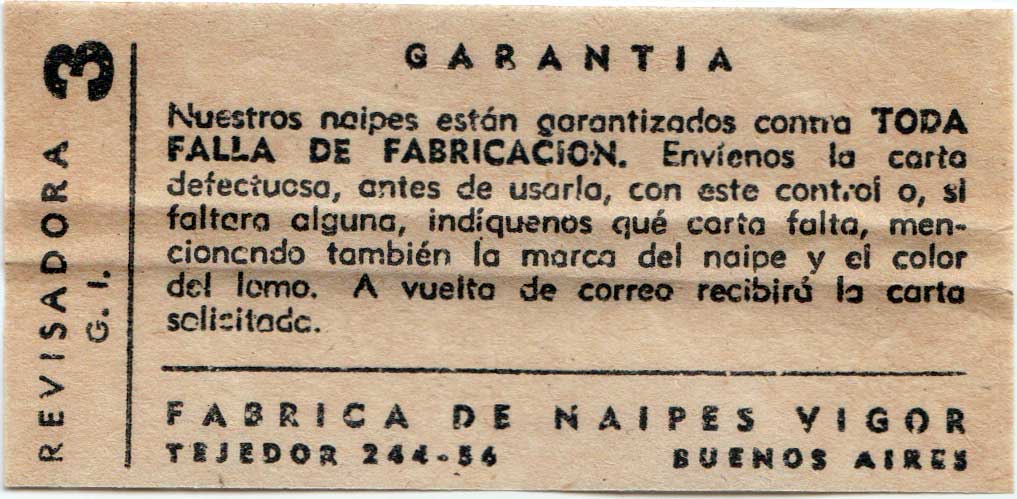 REVISADORA 3
G. I.
GARANTIA
Nuestros naipes están garantizados contra TODA
FALLA DE FABRICACION. Envíenos la carta
defectuosa, antes de usarla, con este control o, si
faltara alguna, indíquenos qué carta falta, men-
cionando también la marca del naipe y el color
del lomo. A vuelta de correo recibirá la carta
solicitada.
FABRICA DE NAIPES VIGOR
TEJEDOR 244-54 BUENOS AIRES